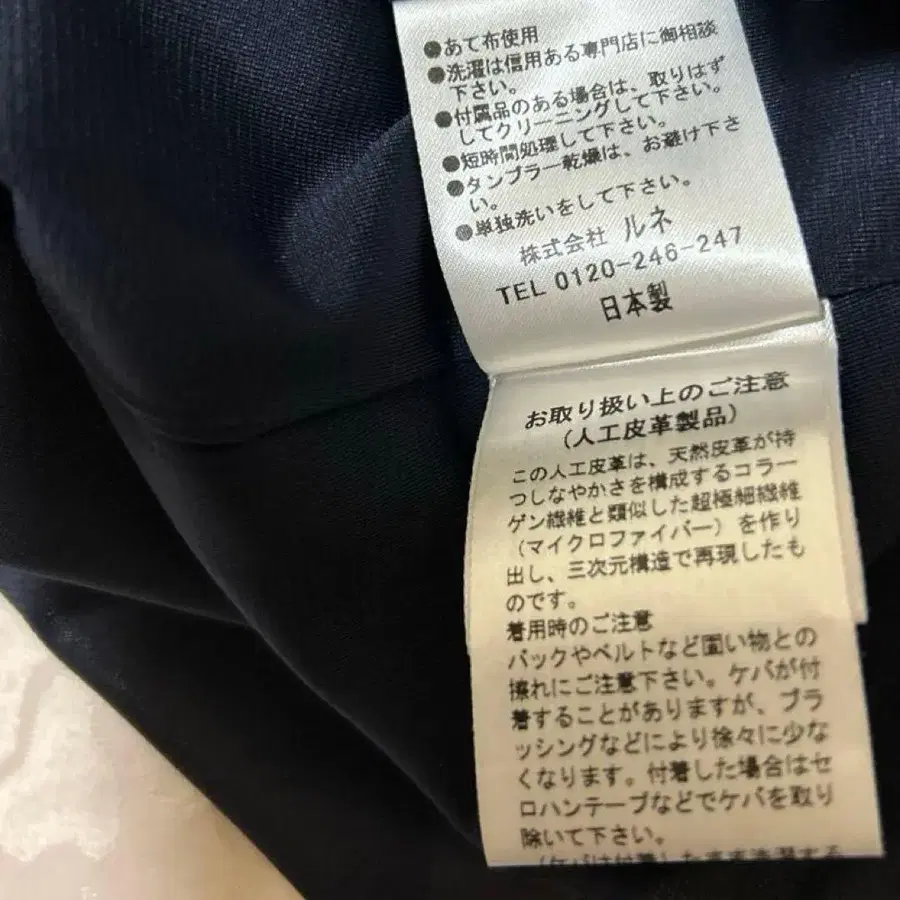 ●あて布使用
●洗濯は信用ある専門店に御相談
下さい。
●付属品のある場合は、取りはず
してクリーニングして下さい。
●短時間処理して下さい。
●タンブラー乾燥は、お避け下さ
い。
●単独洗いをして下さい。
株式会社 ルネ
TEL 0120-246-247
日本製
お取り扱い上のご注意
(人工皮革製品)
この人工皮革は、天然皮革が持
つしなやかさを構成するコラー
ゲン繊維と類似した超極細繊維
(マイクロファイバー)を作り
出し、三次元構造で再現したも
のです。
着用時のご注意
バックやベルトなど固い物との
擦れにご注意下さい。ケバが付
着することがありますが、ブラ
ッシングなどにより徐々に少な
くなります。付着した場合はセ
ロハンテープなどでケバを取り
除いて下さい。
(ケバは付着したまま洗濯する